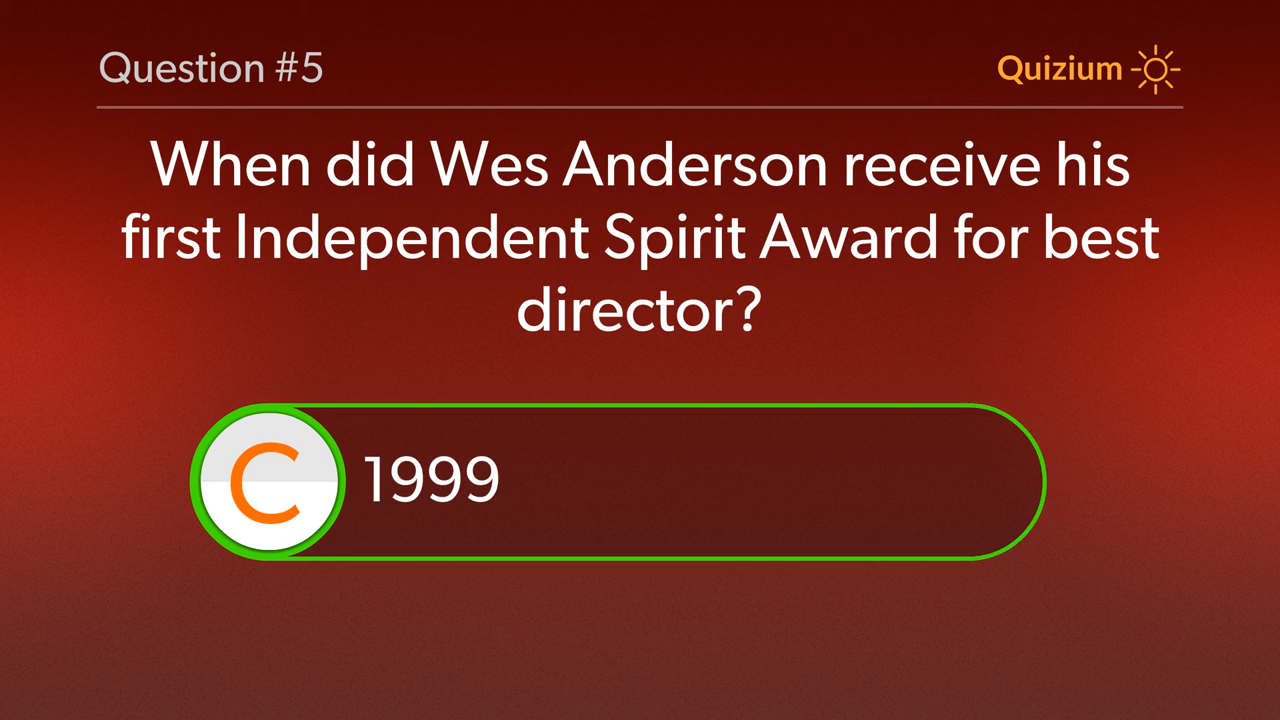 Question #5
Quizium
When did Wes Anderson receive his
first Independent Spirit Award for best
director?
C 1999